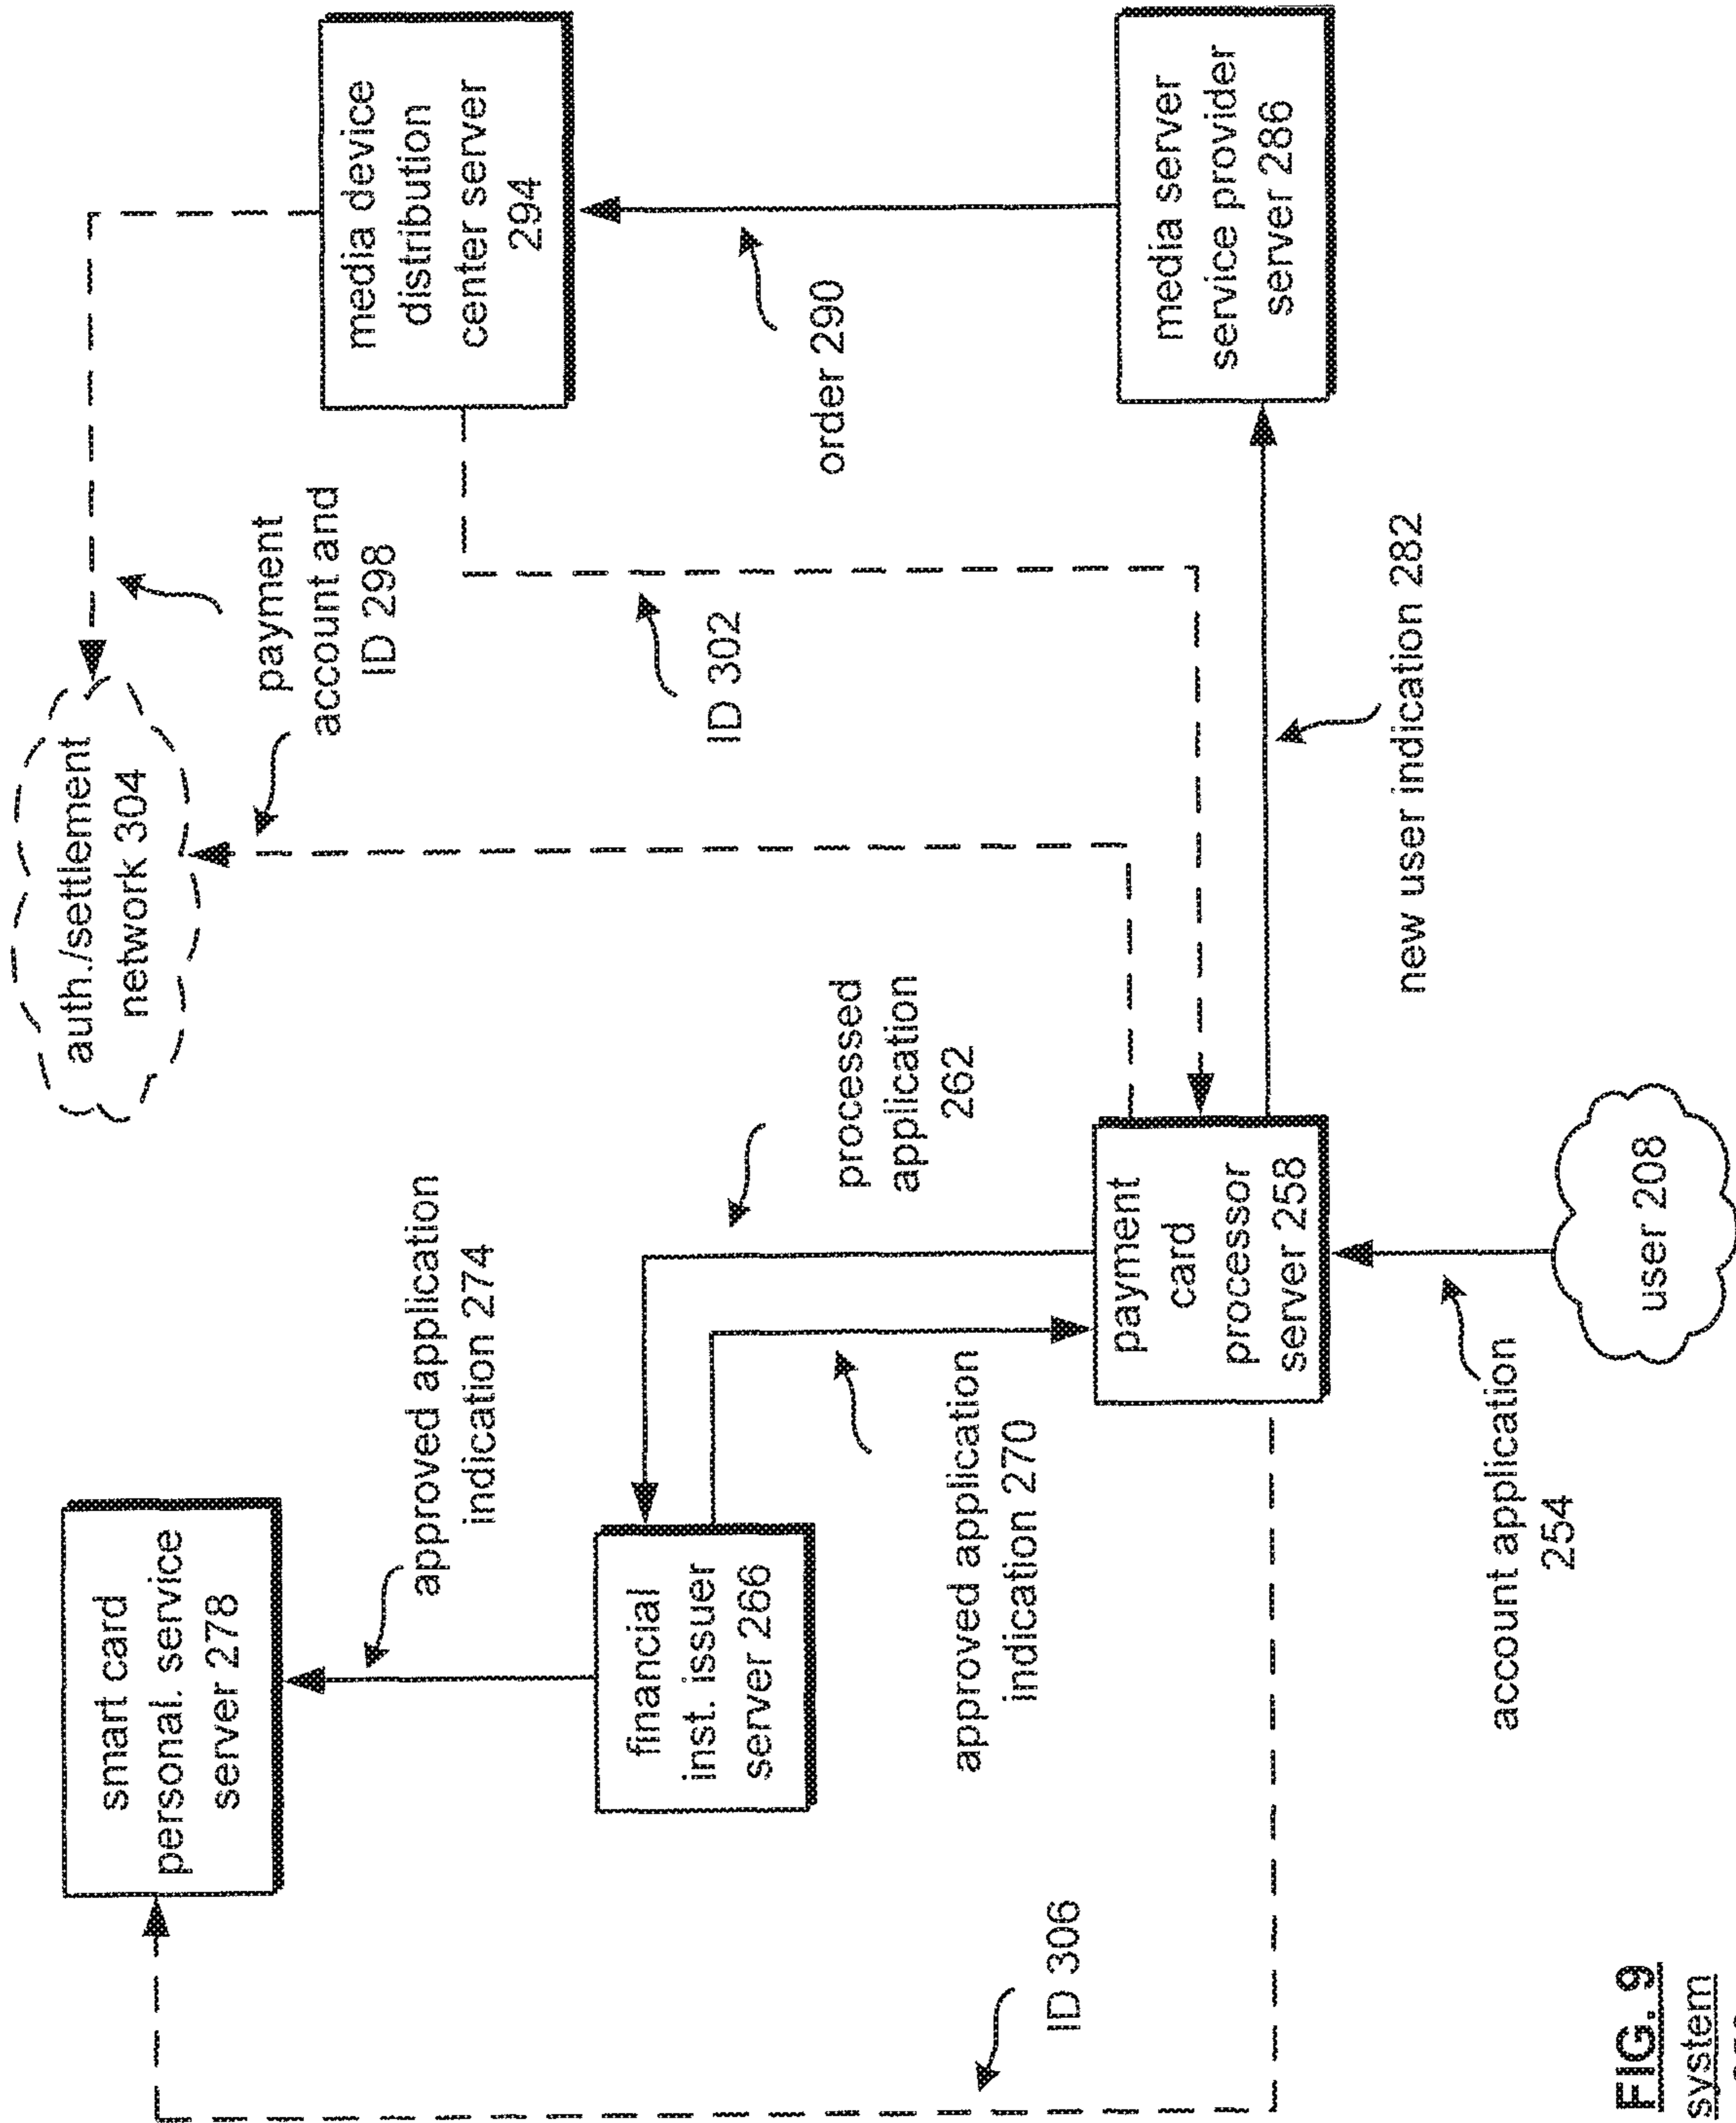 smart card
personal. service
server 278
approved application
indication 274
financial
inst. issuer
server 266
approved application
indication 270
processed
application
262
auth./settlement
network 304
payment
account and
ID 298
media device
distribution
center server
294
ID 302
order 290
ID 306
payment
card
processor
server 258
media server
service provider
server 286
new user indication 282
account application
254
user 208
FIG. 9
system